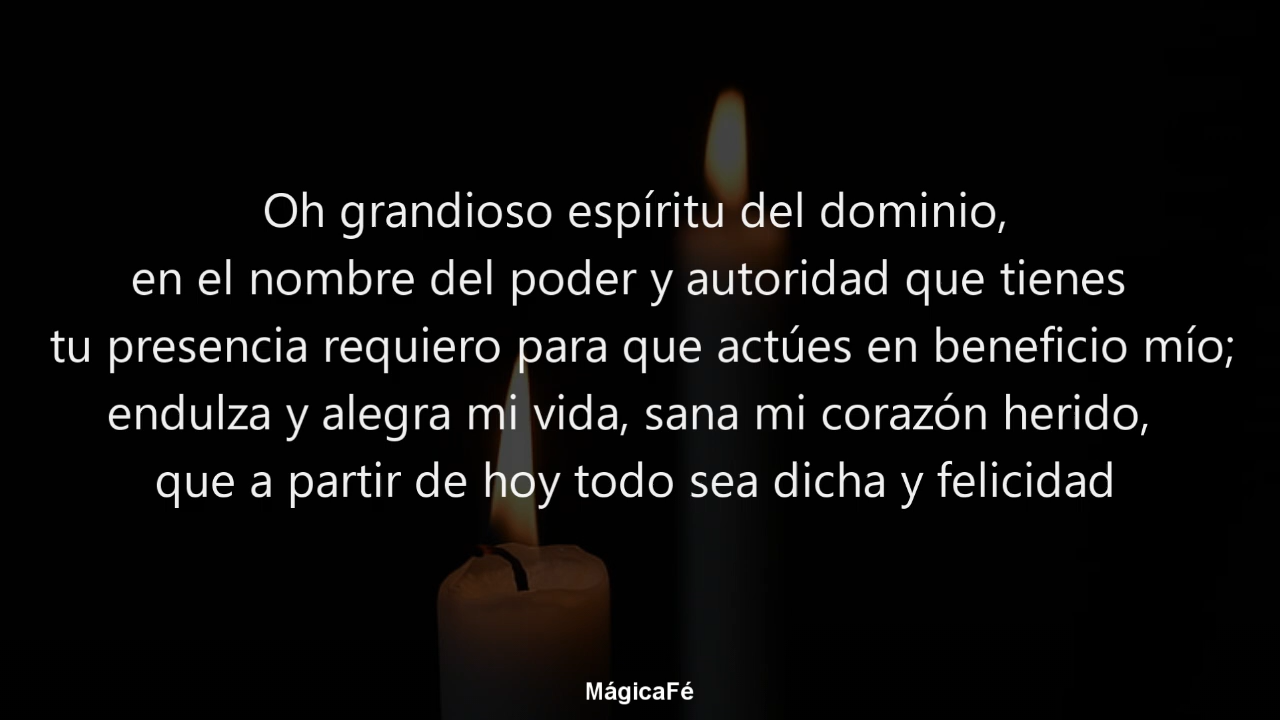 Oh grandioso espíritu del dominio,
en el nombre del poder y autoridad que tienes
tu presencia requiero para que actúes en beneficio mío;
endulza y alegra mi vida, sana mi corazón herido,
que a partir de hoy todo sea dicha y felicidad
MágicaFé